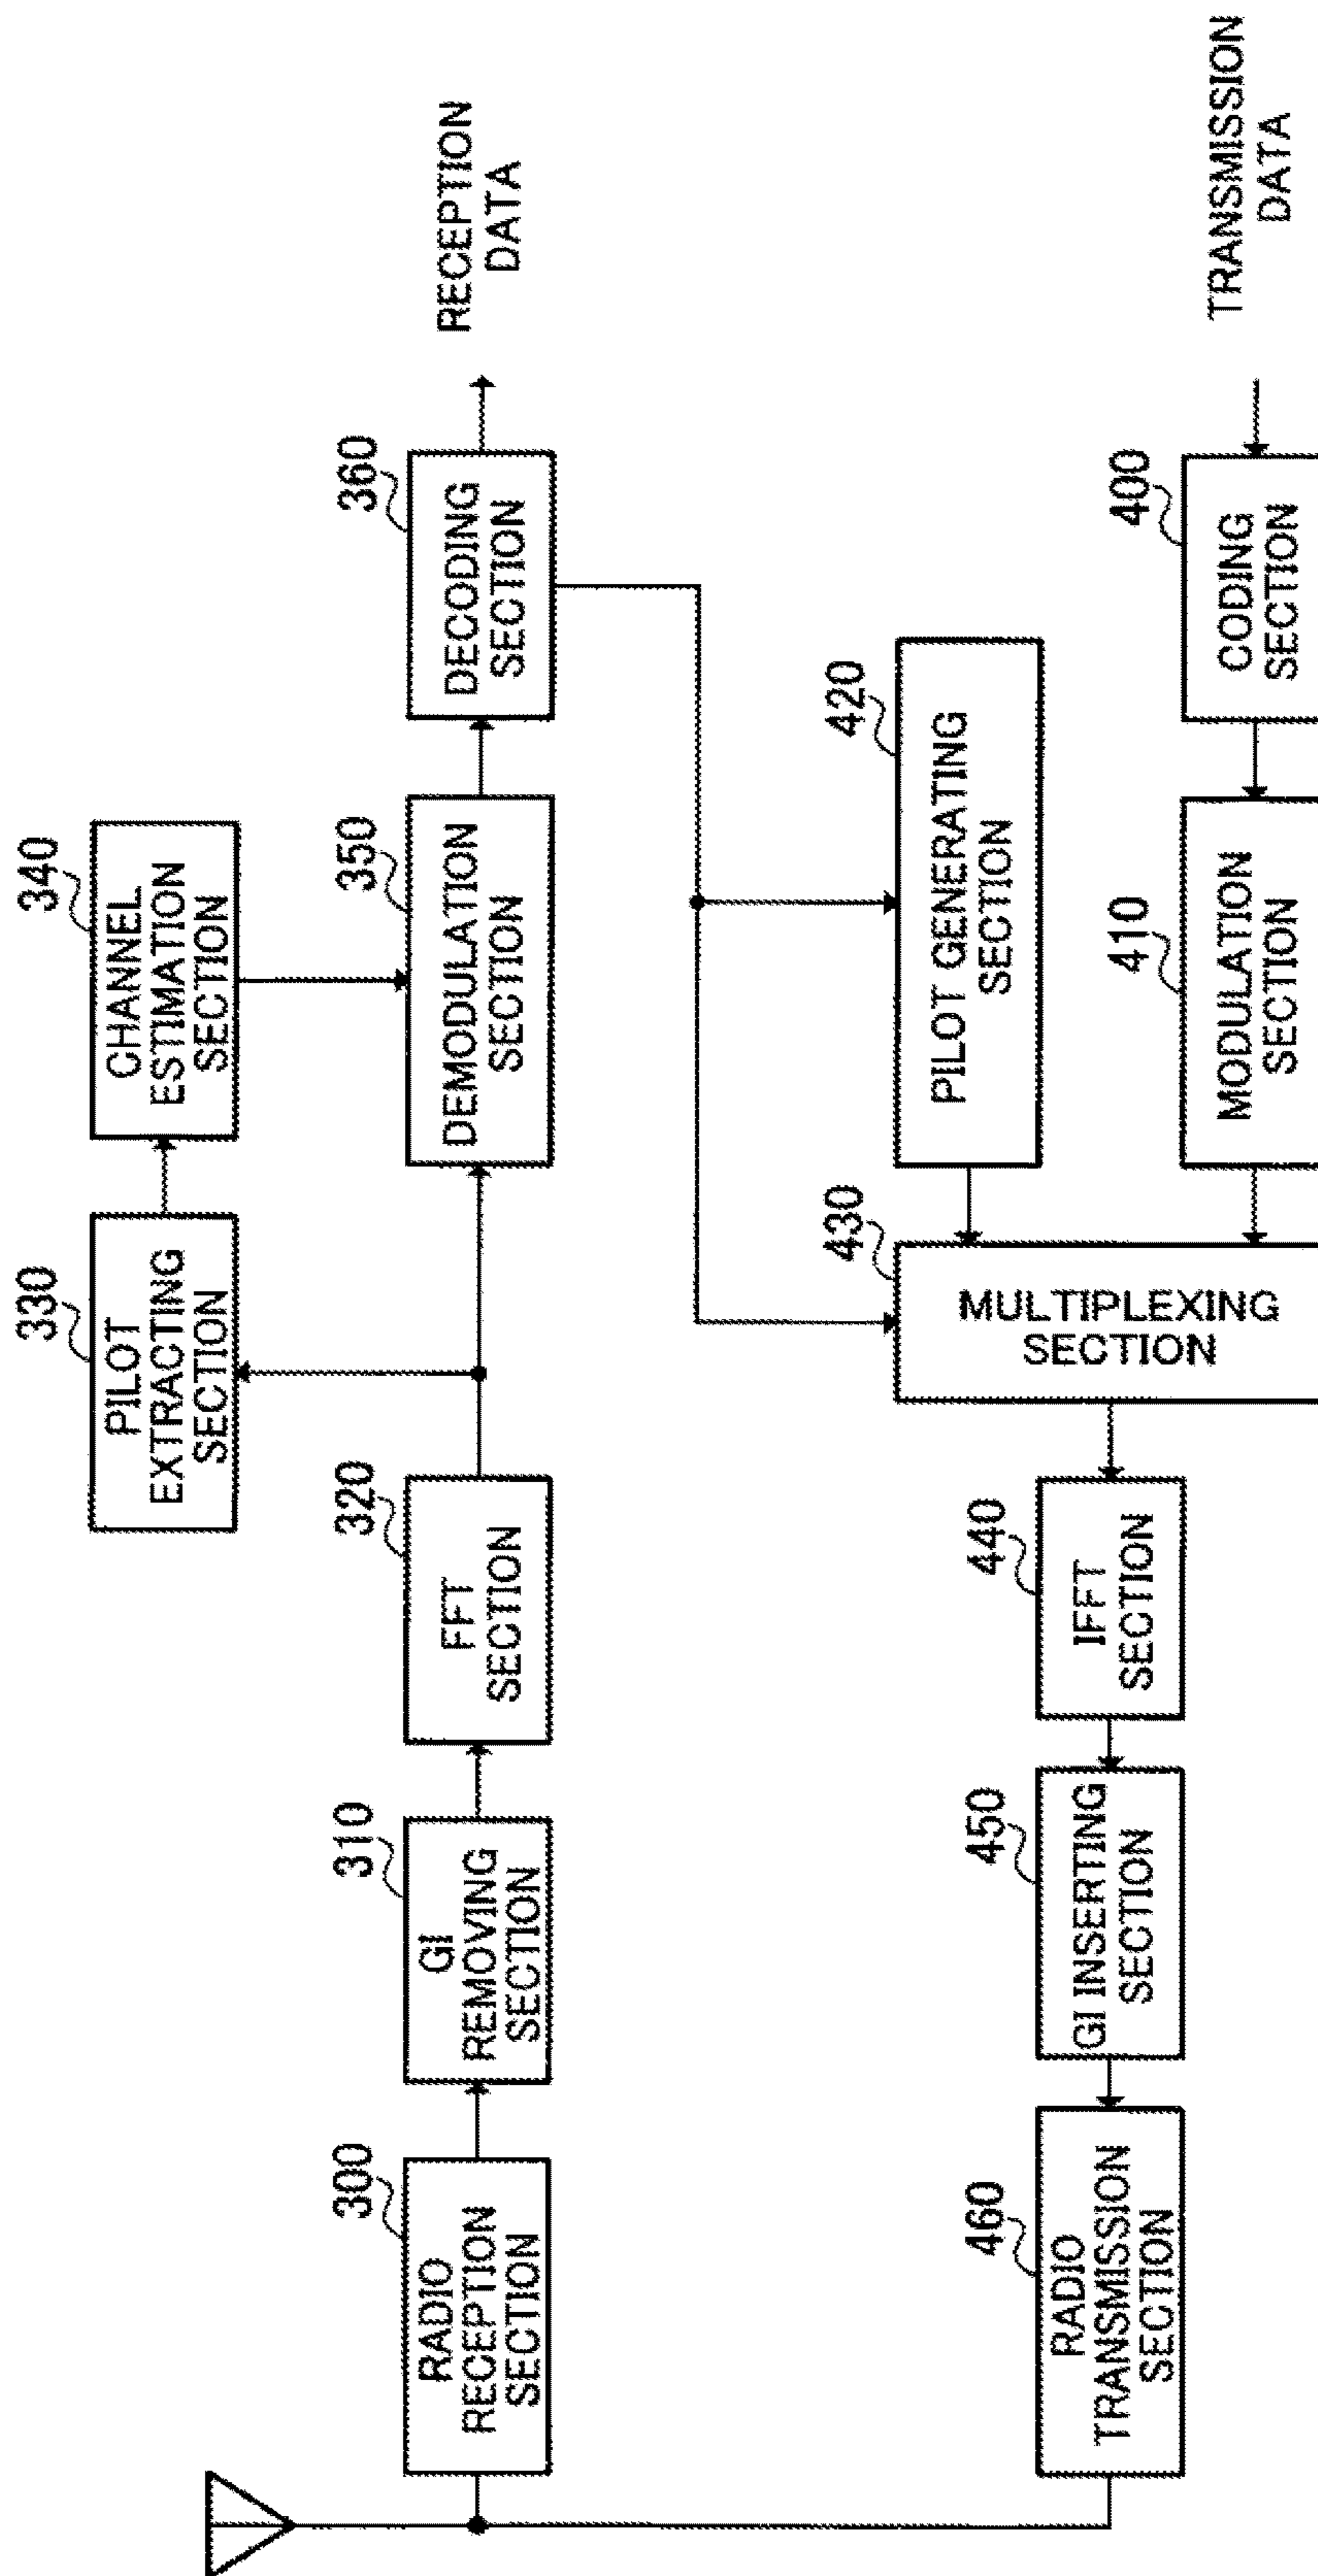 330
PILOT
EXTRACTING
SECTION
340
CHANNEL
ESTIMATION
SECTION
300
RADIO
RECEPTION
SECTION
310
GI
REMOVING
SECTION
320
FFT
SECTION
350
DEMODULATION
SECTION
360
DECODING
SECTION
RECEPTION
DATA
430
MULTIPLEXING
SECTION
420
PILOT GENERATING
SECTION
460
RADIO
TRANSMISSION
SECTION
450
GI INSERTING
SECTION
440
IFFT
SECTION
410
MODULATION
SECTION
400
CODING
SECTION
TRANSMISSION
DATA